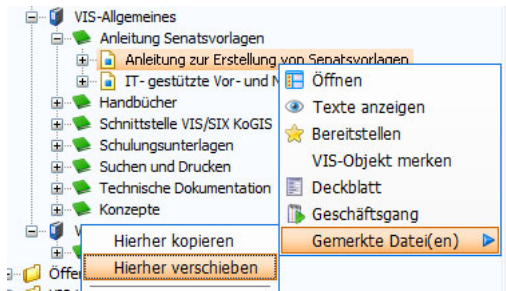 VIS-Allgemeines
Anleitung Senatsvorlagen
Anleitung zur Erstellung von Senatsvorlagen
IT- gestützte Vor- und N
Öffnen
Handbücher
Texte anzeigen
Schnittstelle VIS/SIX KoGIS
Bereitstellen
Schulungsunterlagen
VIS-Objekt merken
Suchen und Drucken
Technische Dokumentation
Deckblatt
Konzepte
Geschäftsgang
V
Hierher kopieren
Gemerkte Datei(en)
Öffe
Hierher verschieben